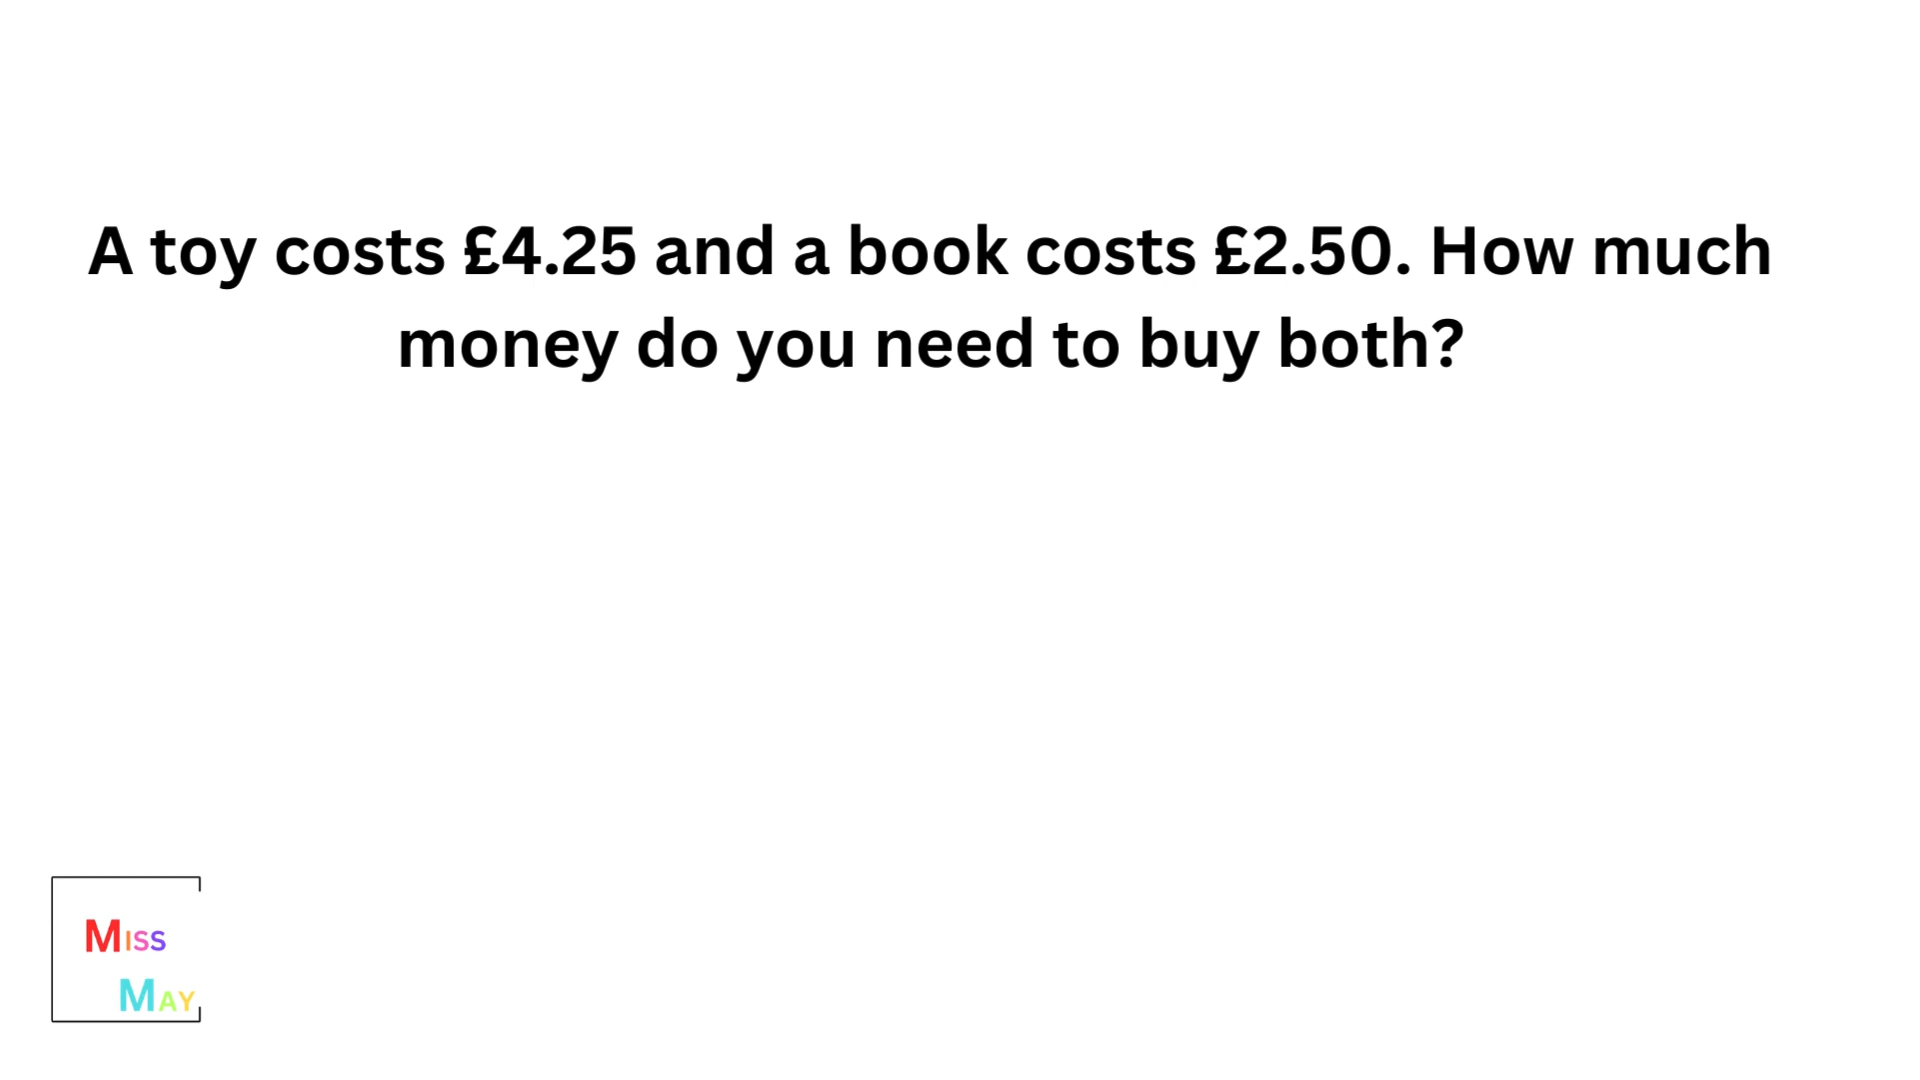 A toy costs £4.25 and a book costs £2.50. How much
money do you need to buy both?
Miss
May